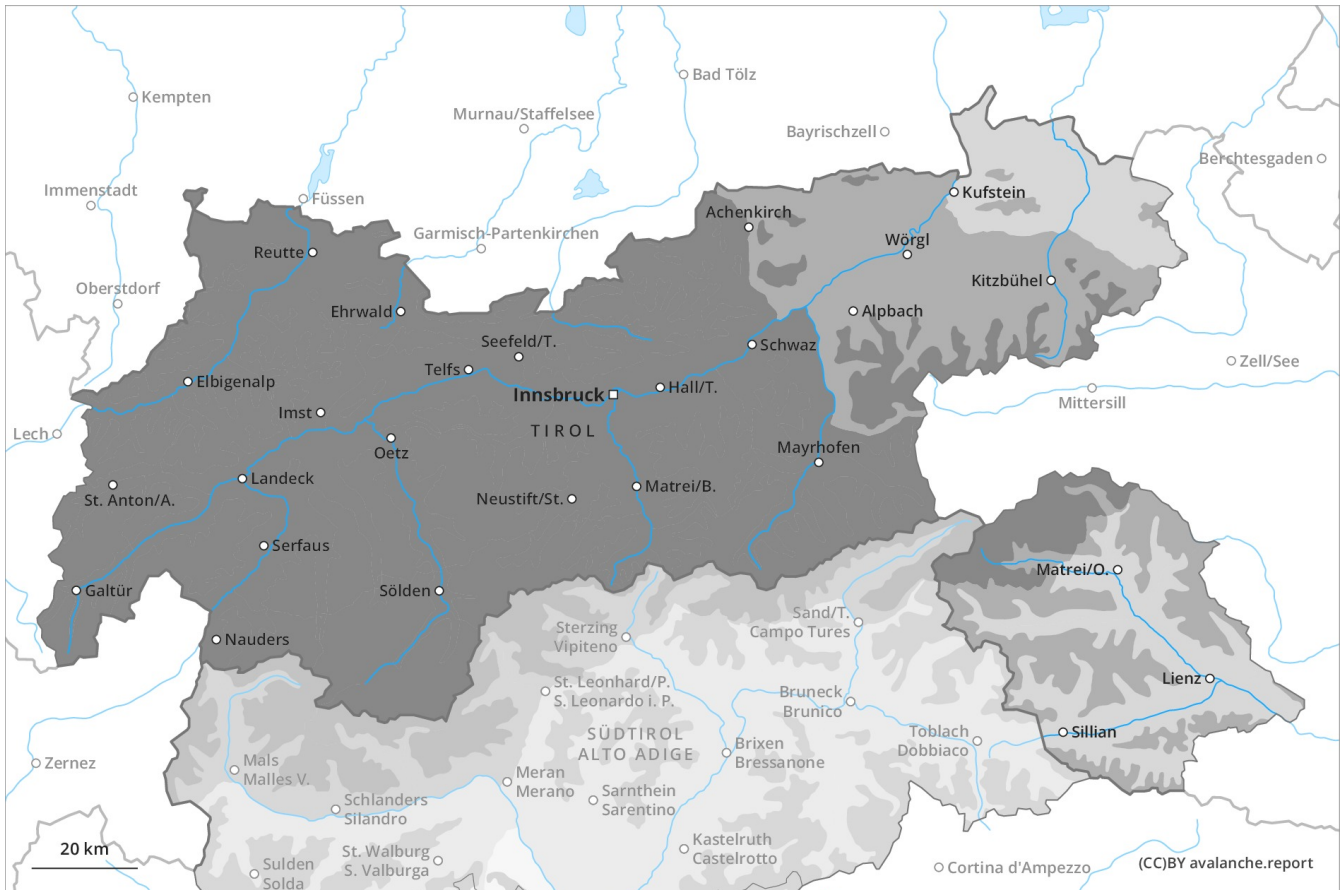 Kempten
Bad Tölz
Murnau/Staffelsee
Bayrischzell
Berchtesgaden
Immenstadt
Füssen
Kufstein
Achenkirch
Garmisch-Partenkirchen
Wörgl
Reutte
Oberstdorf
Kitzbühel
Ehrwald
Alpbach
Seefeld/T.
Schwaz
Zell/See
Telfs
Elbigenalp
Hall/T.
Innsbruck
Mittersill
Imst
Lech
TIROL
Oetz
Mayrhofen
Landeck
Matrei/B.
St. Anton/A.
Neustift/St.
Serfaus
Matrei/O.
Galtür
Sölden
Sand/T.
Campo Tures
Sterzing
Vipiteno
Nauders
Lienz
St. Leonhard/P.
S. Leonardo i. P.
Bruneck
Brunico
Toblach
Dobbiaco
Sillian
SÜDTIROL
ALTO ADIGE
Brixen
Bressanone
Zernez
Mals
Malles V.
Meran
Merano
Sarnthein
Sarentino
Schlanders
Silandro
Kastelruth
Castelrotto
20 km
St. Walburg
S. Valburga
Sulden
Solda
Cortina d'Ampezzo
(CC)BY avalanche.report